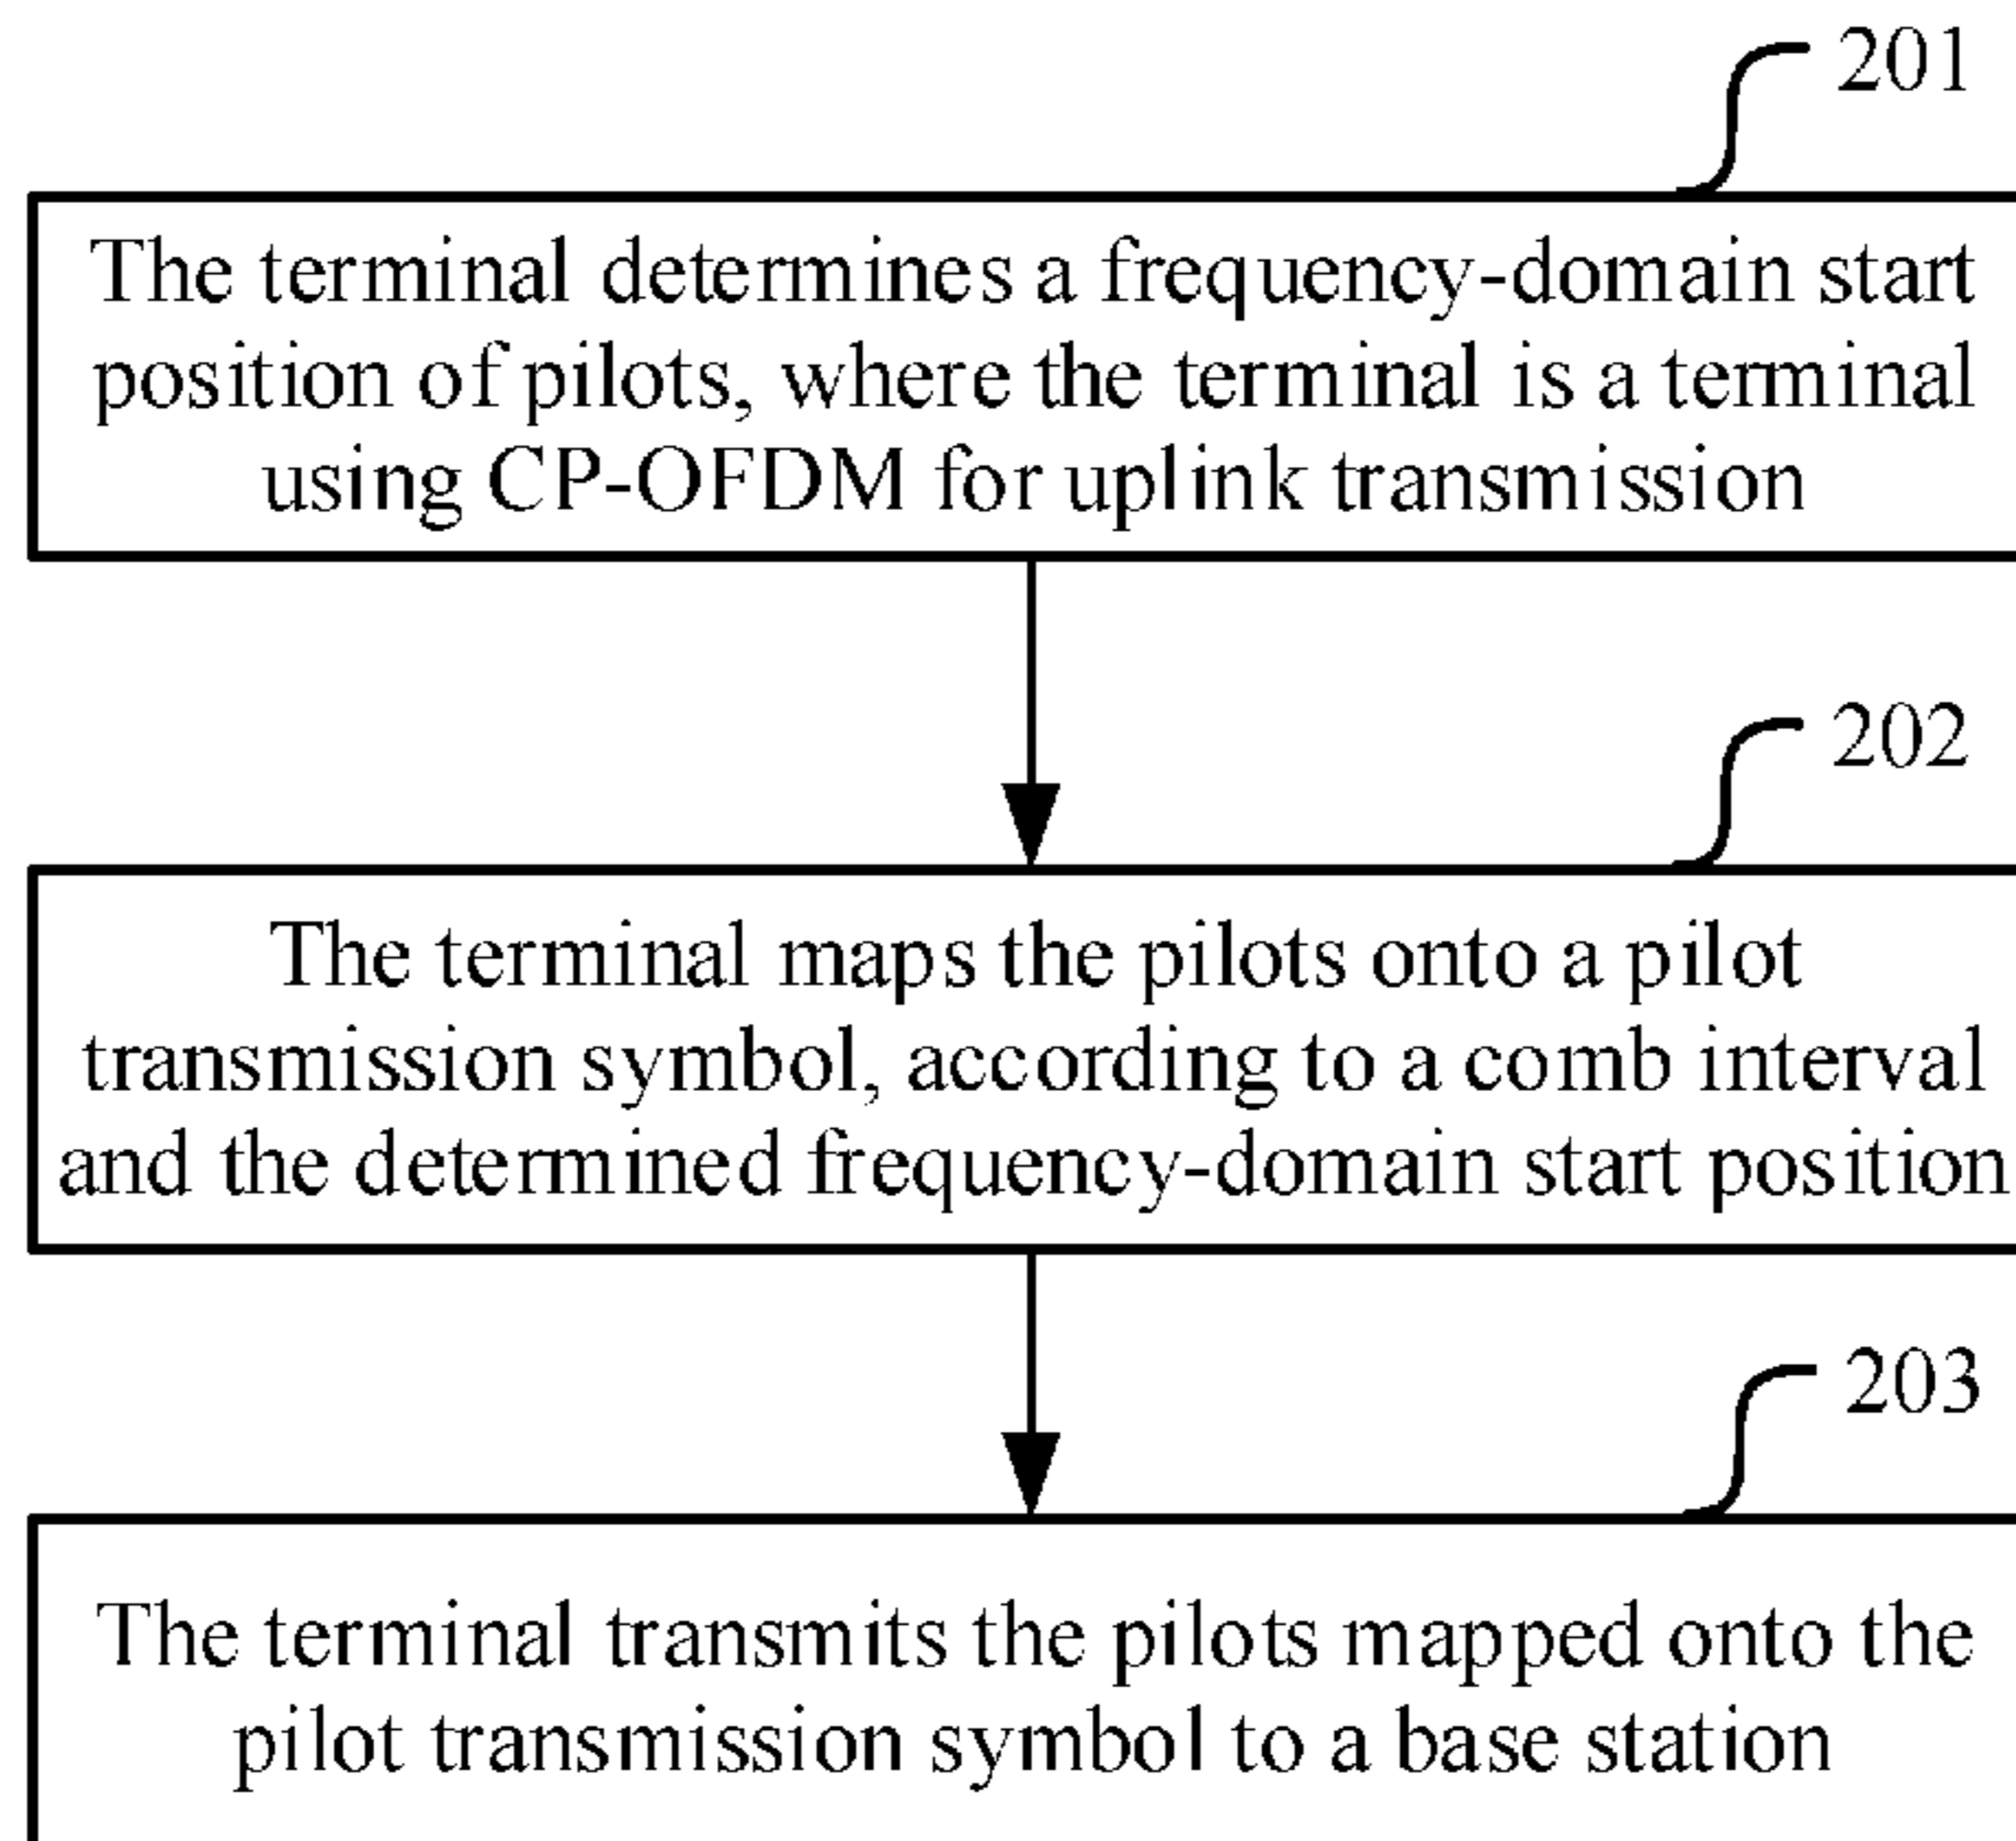 201
The terminal determines a frequency-domain start
position of pilots, where the terminal is a terminal
using CP-OFDM for uplink transmission
202
The terminal maps the pilots onto a pilot
transmission symbol, according to a comb interval
and the determined frequency-domain start position
203
The terminal transmits the pilots mapped onto the
pilot transmission symbol to a base station